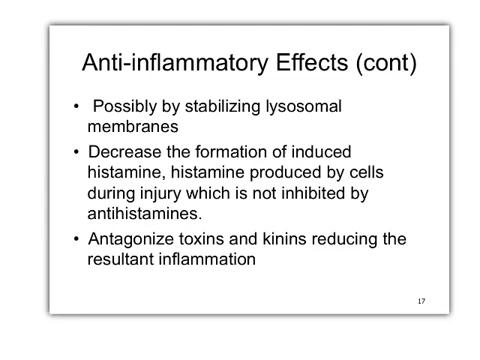 Anti-inflammatory Effects (cont)
• Possibly by stabilizing lysosomal
membranes
• Decrease the formation of induced
histamine, histamine produced by cells
during injury which is not inhibited by
antihistamines.
• Antagonize toxins and kinins reducing the
resultant inflammation
17